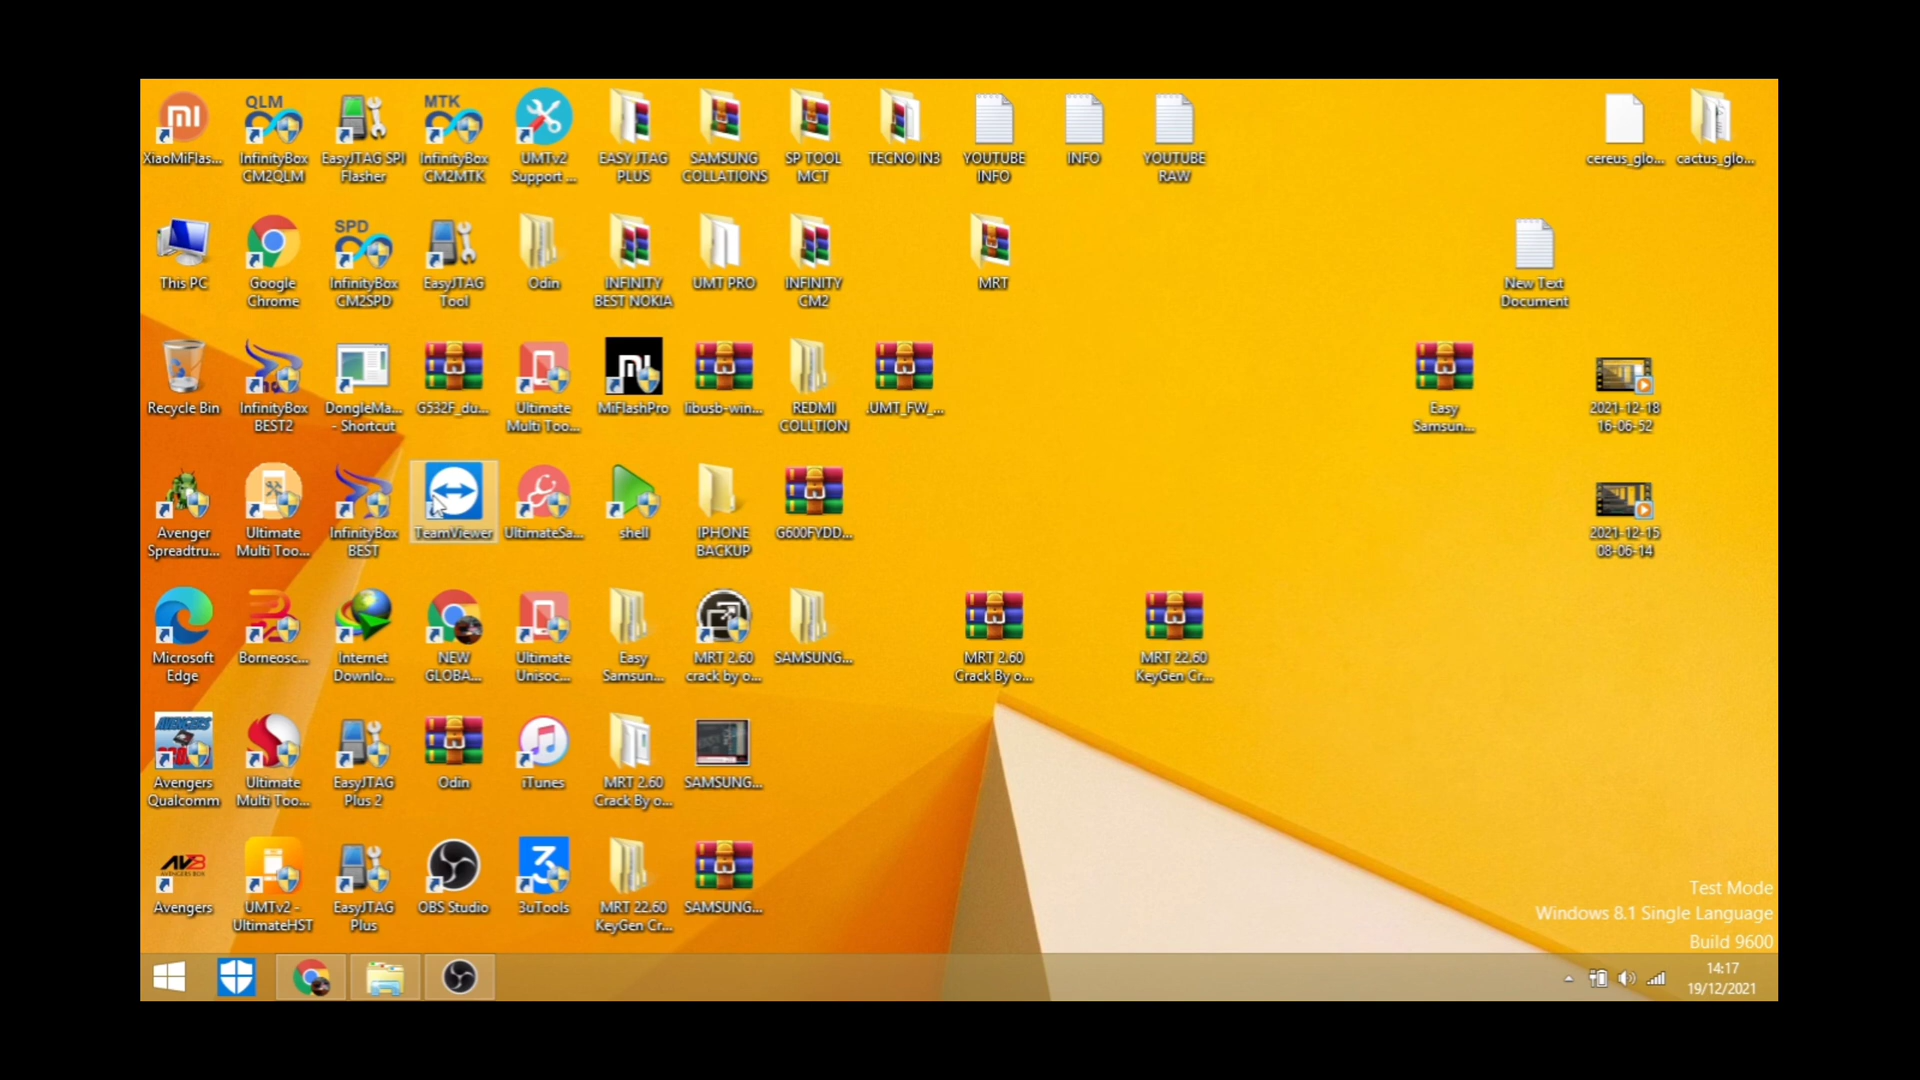 XiaoMiFlas...
QLM
InfinityBox
CM2QLM
EasyJTAG SPI
Flasher
MTK
InfinityBox
CM2MTK
UMTv2
Support ...
EASY JTAG
PLUS
SAMSUNG
COLLATIONS
SP TOOL
MCT
TECNO IN3
YOUTUBE
INFO
INFO
YOUTUBE
RAW
cereus_glo...
cactus_glo...
This PC
Google
Chrome
SPD
InfinityBox
CM2SPD
EasyJTAG
Tool
Odin
INFINITY
BEST NOKIA
UMT PRO
INFINITY
CM2
MRT
New Text
Document
Recycle Bin
InfinityBox
BEST2
DongleMa...
- Shortcut
G532F_du...
Ultimate
Multi Too...
MiFlashPro
libusb-win...
REDMI
COLLTION
.UMT_FW_...
Easy
Samsun...
2021-12-18
16-06-52
Avenger
Spreadtru...
Ultimate
Multi Too...
InfinityBox
BEST
TeamViewer
UltimateSa...
shell
IPHONE
BACKUP
G600FYDD...
2021-12-15
08-06-14
Microsoft
Edge
Borneosc...
Internet
Downlo...
NEW
GLOBA...
Ultimate
Unisoc...
Easy
Samsun...
MRT 2.60
crack by o...
SAMSUNG...
MRT 2.60
Crack By o...
MRT 22.60
KeyGen Cr...
AVENGERS
Avengers
Qualcomm
Ultimate
Multi Too...
EasyJTAG
Plus 2
Odin
iTunes
MRT 2.60
Crack By o...
SAMSUNG...
Avengers
UMTv2 -
UltimateHST
EasyJTAG
Plus
OBS Studio
3uTools
MRT 22.60
KeyGen Cr...
SAMSUNG...
Test Mode
Windows 8.1 Single Language
Build 9600
14:17
19/12/2021